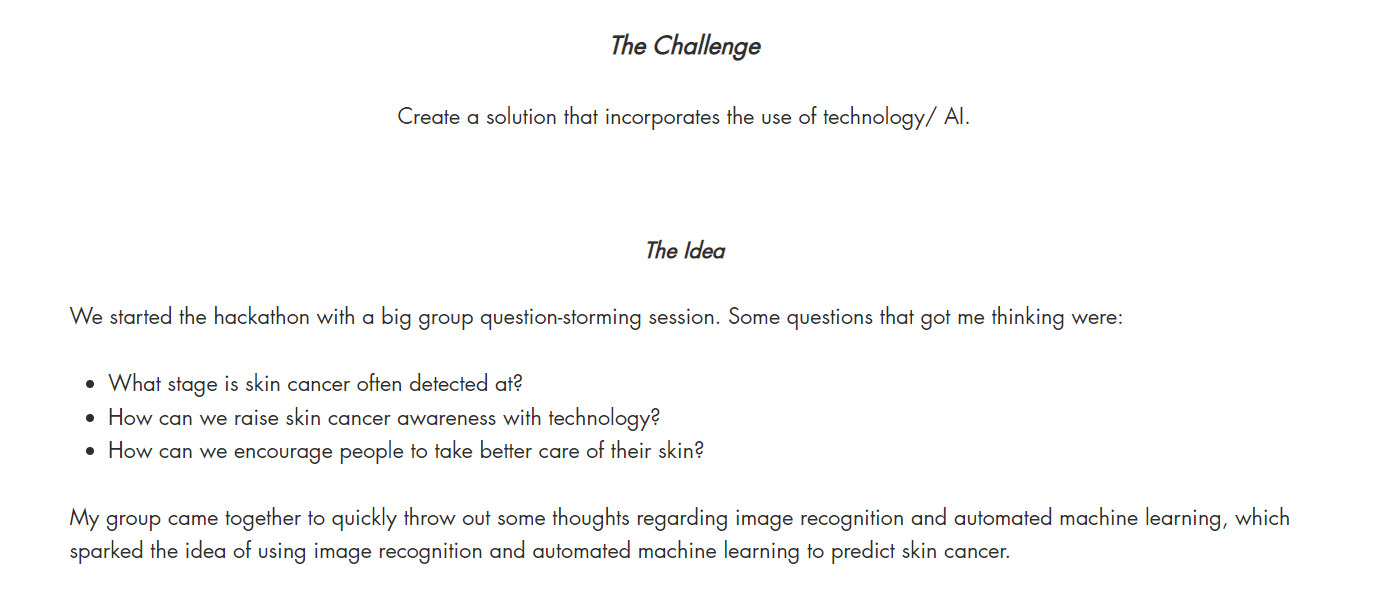 The Challenge
Create a solution that incorporates the use of technology/ AI.
The Idea
We started the hackathon with a big group question-storming session. Some questions that got me thinking were:
• What stage is skin cancer often detected at?
• How can we raise skin cancer awareness with technology?
• How can we encourage people to take better care of their skin?
My group came together to quickly throw out some thoughts regarding image recognition and automated machine learning, which
sparked the idea of using image recognition and automated machine learning to predict skin cancer.